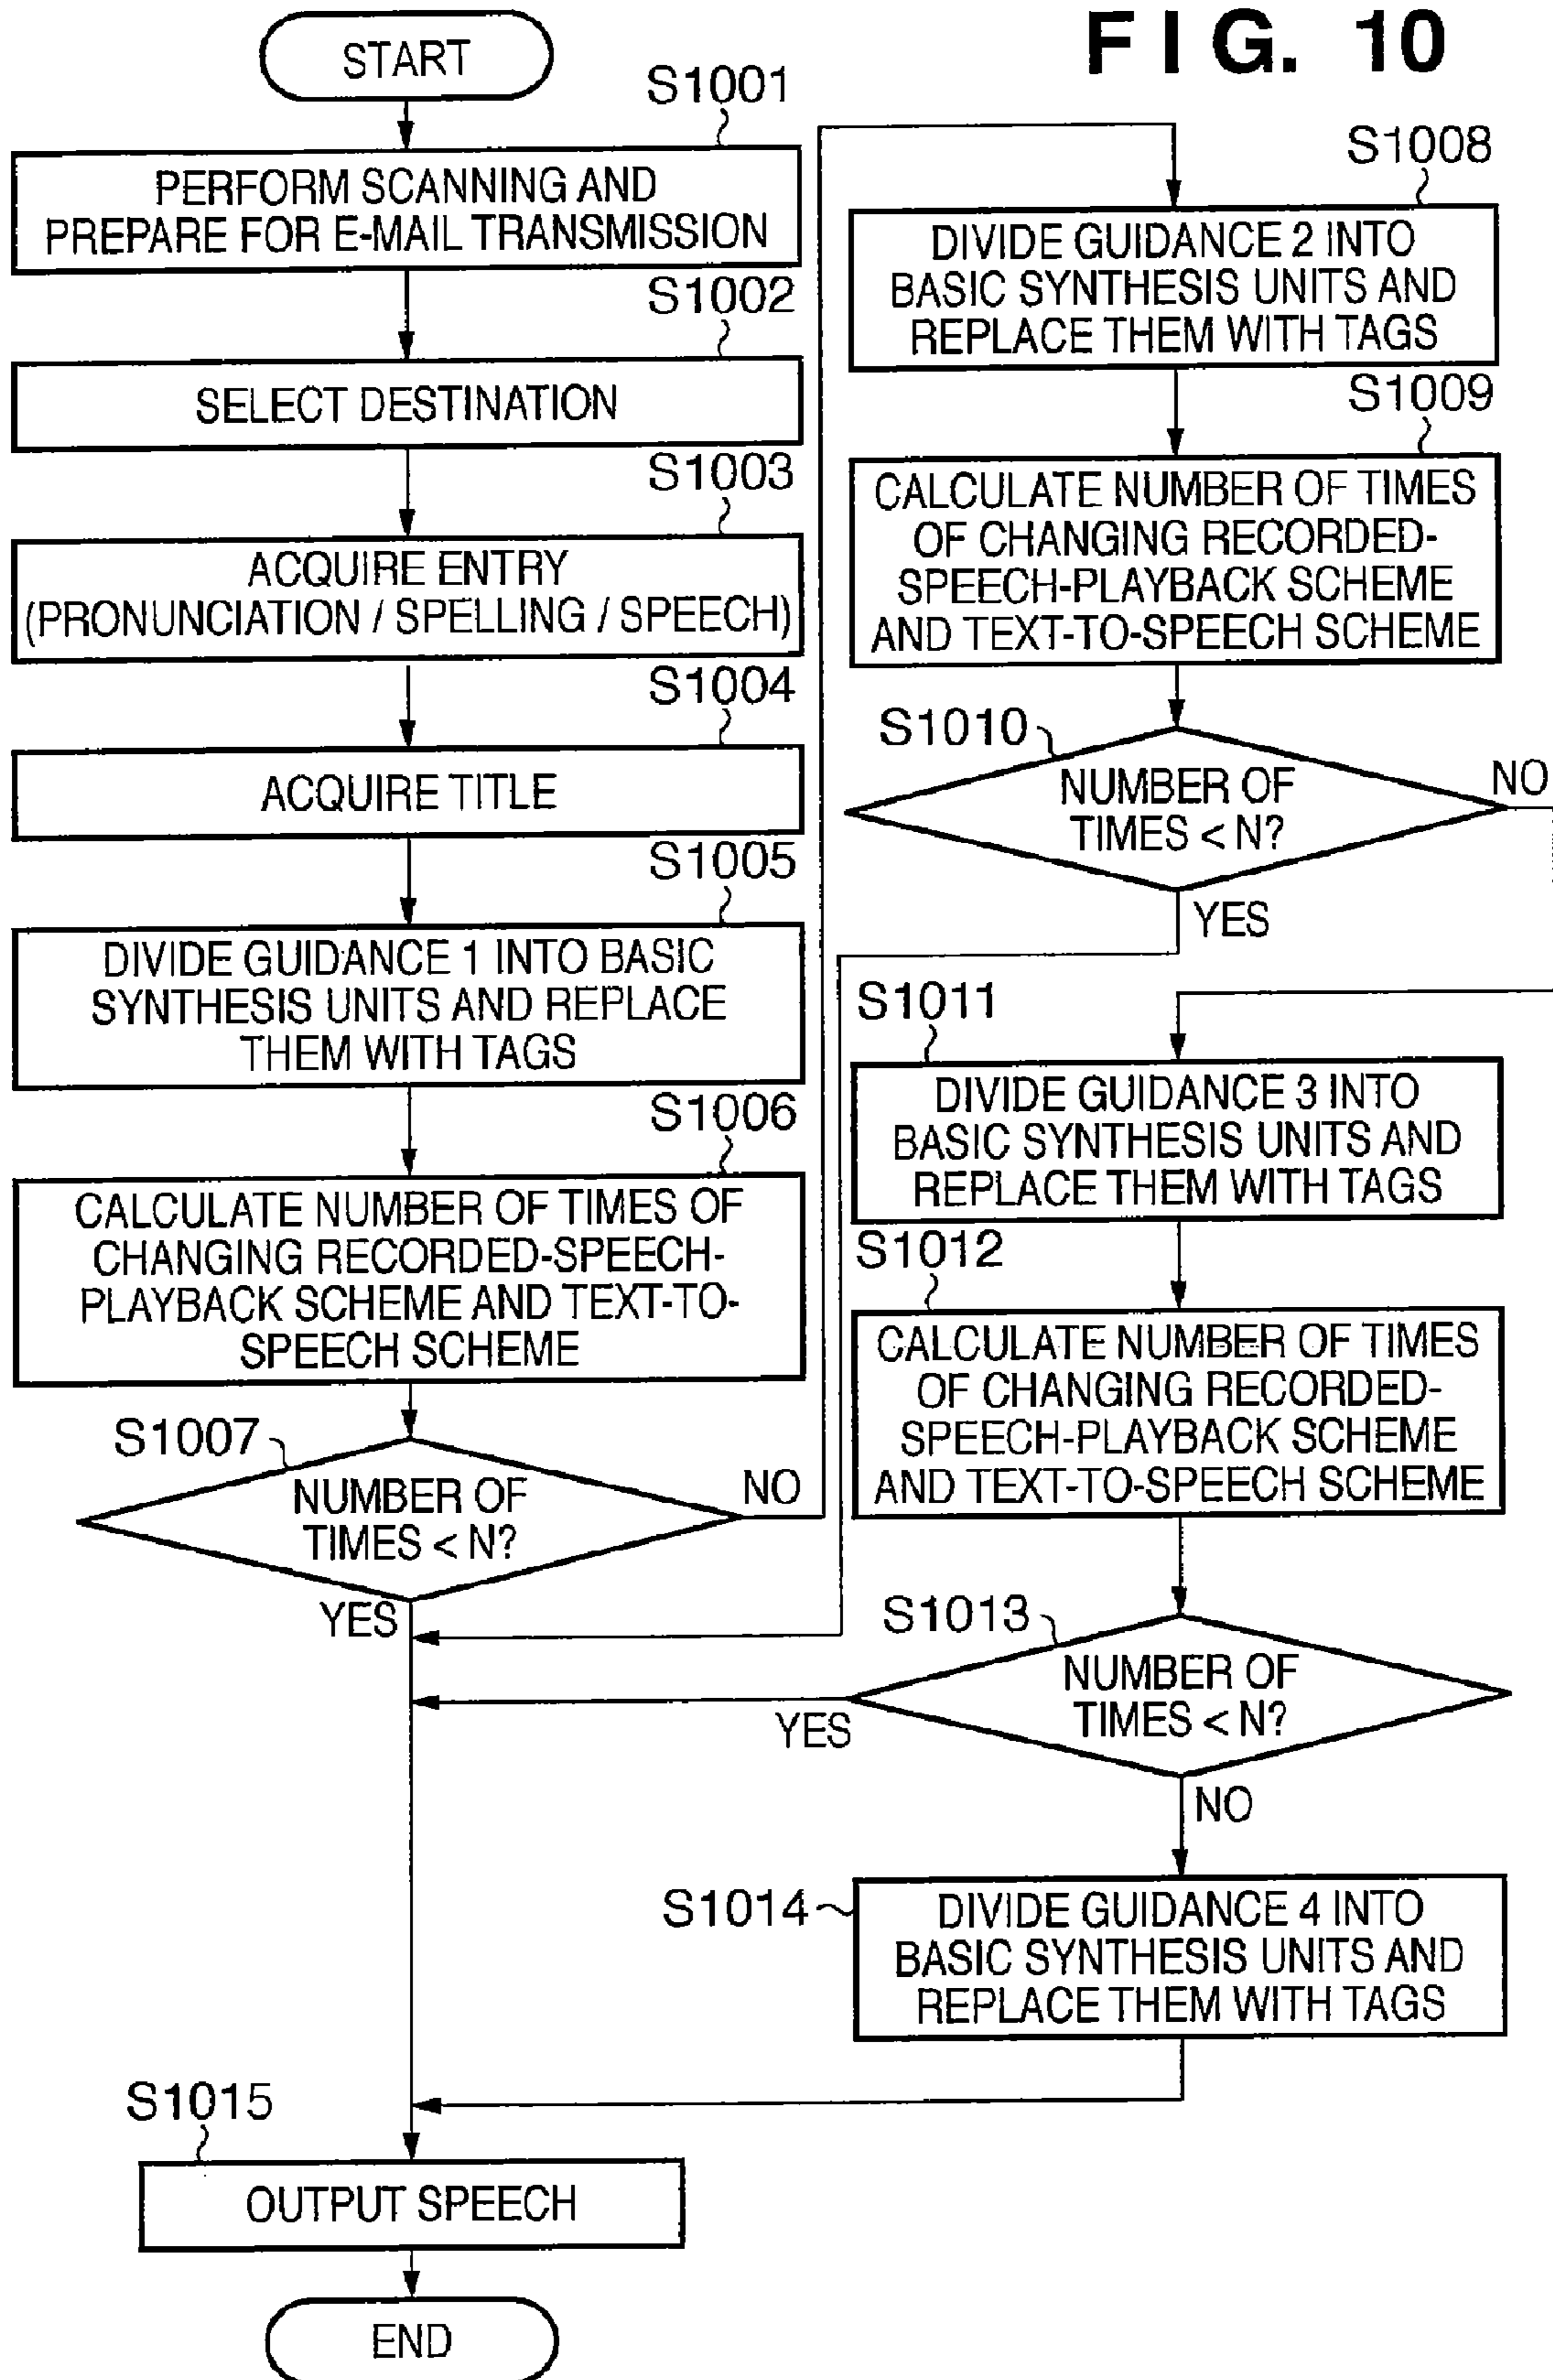 FIG. 10
START
S1001
PERFORM SCANNING AND
PREPARE FOR E-MAIL TRANSMISSION
S1002
SELECT DESTINATION
S1003
ACQUIRE ENTRY
(PRONUNCIATION / SPELLING / SPEECH)
S1004
ACQUIRE TITLE
S1005
DIVIDE GUIDANCE 1 INTO BASIC
SYNTHESIS UNITS AND REPLACE
THEM WITH TAGS
S1006
CALCULATE NUMBER OF TIMES OF
CHANGING RECORDED-SPEECH-
PLAYBACK SCHEME AND TEXT-TO-
SPEECH SCHEME
S1007
NUMBER OF
TIMES < N?
NO
YES
S1008
DIVIDE GUIDANCE 2 INTO
BASIC SYNTHESIS UNITS AND
REPLACE THEM WITH TAGS
S1009
CALCULATE NUMBER OF TIMES
OF CHANGING RECORDED-
SPEECH-PLAYBACK SCHEME
AND TEXT-TO-SPEECH SCHEME
S1010
NUMBER OF
TIMES < N?
NO
YES
S1011
DIVIDE GUIDANCE 3 INTO
BASIC SYNTHESIS UNITS AND
REPLACE THEM WITH TAGS
S1012
CALCULATE NUMBER OF TIMES
OF CHANGING RECORDED-
SPEECH-PLAYBACK SCHEME
AND TEXT-TO-SPEECH SCHEME
S1013
NUMBER OF
TIMES < N?
YES
NO
S1014
DIVIDE GUIDANCE 4 INTO
BASIC SYNTHESIS UNITS AND
REPLACE THEM WITH TAGS
S1015
OUTPUT SPEECH
END